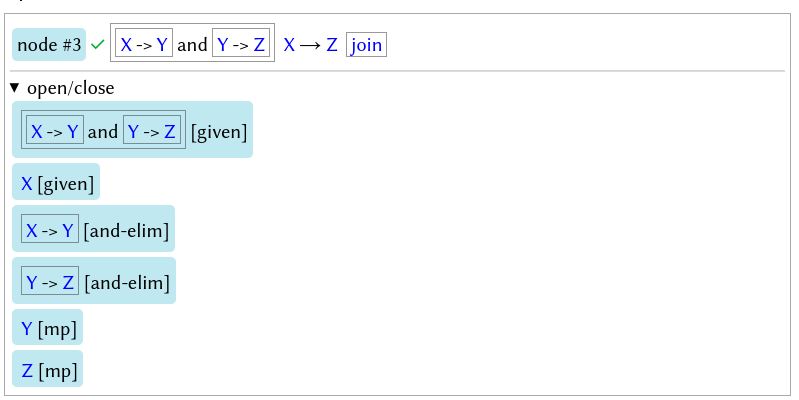 node #3 ✓ X -> Y and Y -> Z X ⟶ Z join
▼ open/close
X -> Y and Y -> Z [given]
X [given]
X -> Y [and-elim]
Y -> Z [and-elim]
Y [mp]
Z [mp]